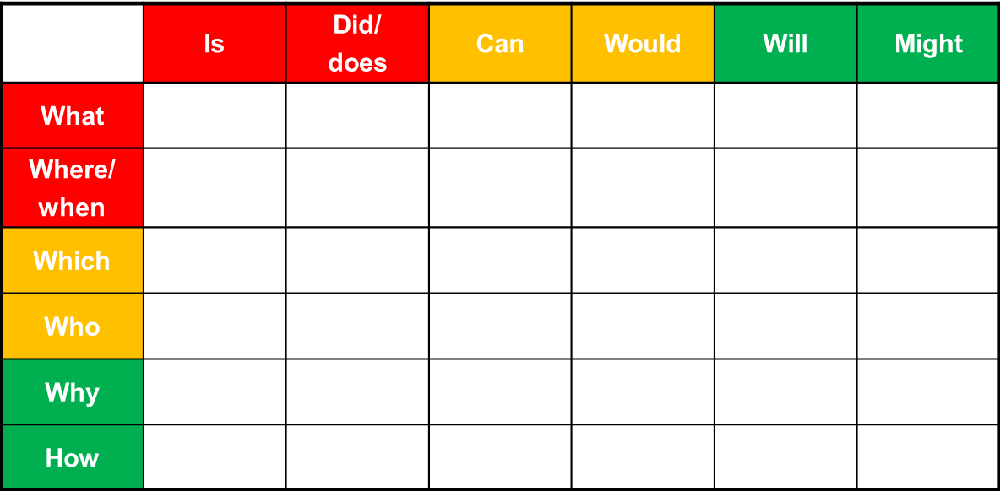 Is
Did/
does
Can
Would
Will
Might
What
Where/
when
Which
Who
Why
How